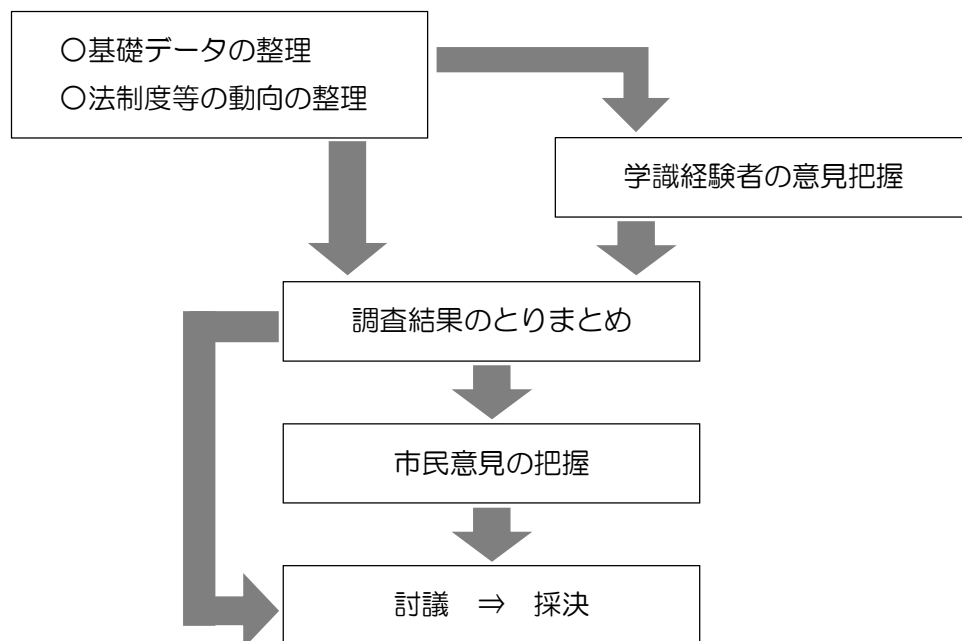 〇基礎データの整理
〇法制度等の動向の整理
学識経験者の意見把握
調査結果のとりまとめ
市民意見の把握
討議 ⇒ 採決